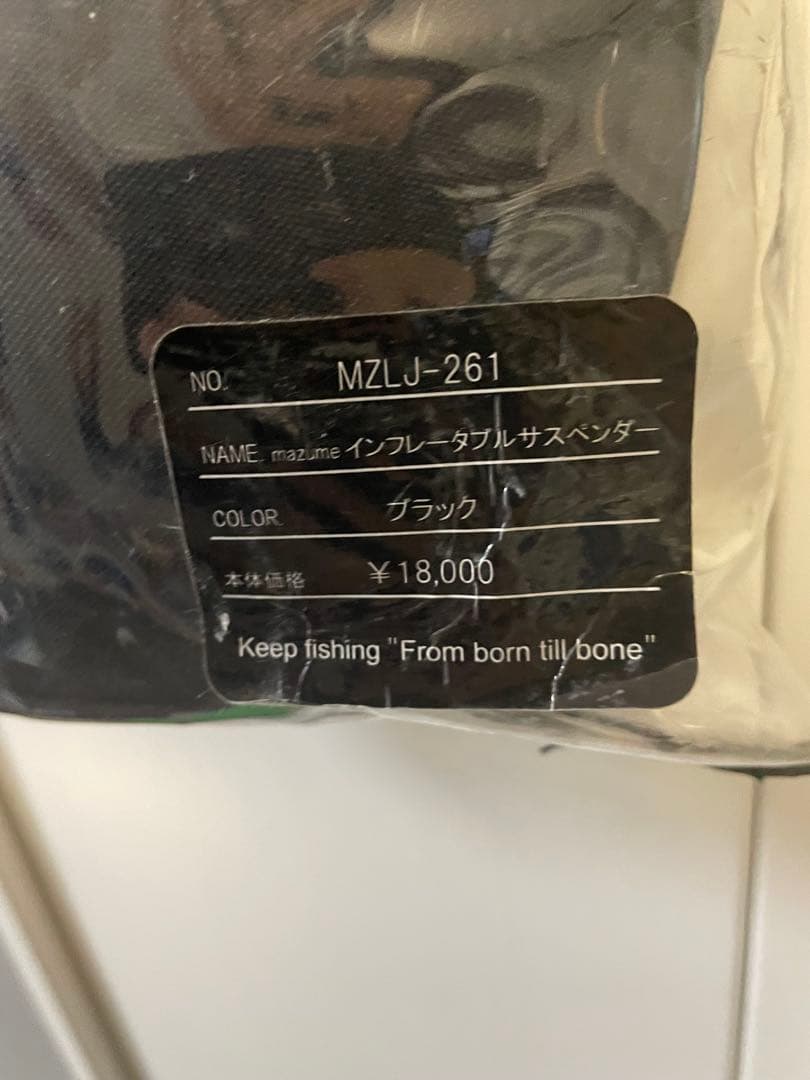 NO. MZLJ-261
NAME. mazume インフレータブルサスペンダー
COLOR. ブラック
本体価格 ￥18,000
Keep fishing "From born till bone"